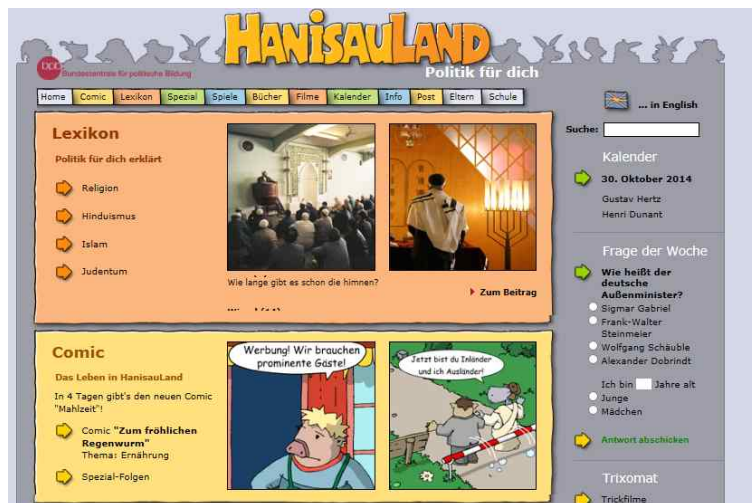 HANISAULAND
Politik für dich
bpb:
Bundeszentrale für politische Bildung
Home Comic Lexikon Spezial Spiele Bücher Filme Kalender Info Post Eltern Schule
... in English
Suche:
Lexikon
Politik für dich erklärt
Religion
Hinduismus
Islam
Judentum
Wie lange gibt es schon die himnen?
Zum Beitrag
Comic
Das Leben in HanisauLand
In 4 Tagen gibt's den neuen Comic
"Mahlzeit"!
Comic "Zum fröhlichen
Regenwurm"
Thema: Ernährung
Spezial-Folgen
Werbung! Wir brauchen
prominente Gäste!
Jetzt bist du Inländer
und ich Ausländer!
Kalender
30. Oktober 2014
Gustav Hertz
Henri Dunant
Frage der Woche
Wie heißt der
deutsche
Außenminister?
Sigmar Gabriel
Frank-Walter
Steinmeier
Wolfgang Schäuble
Alexander Dobrindt
Ich bin Jahre alt
Junge
Mädchen
Antwort abschicken
Trixomat
Trickfilme